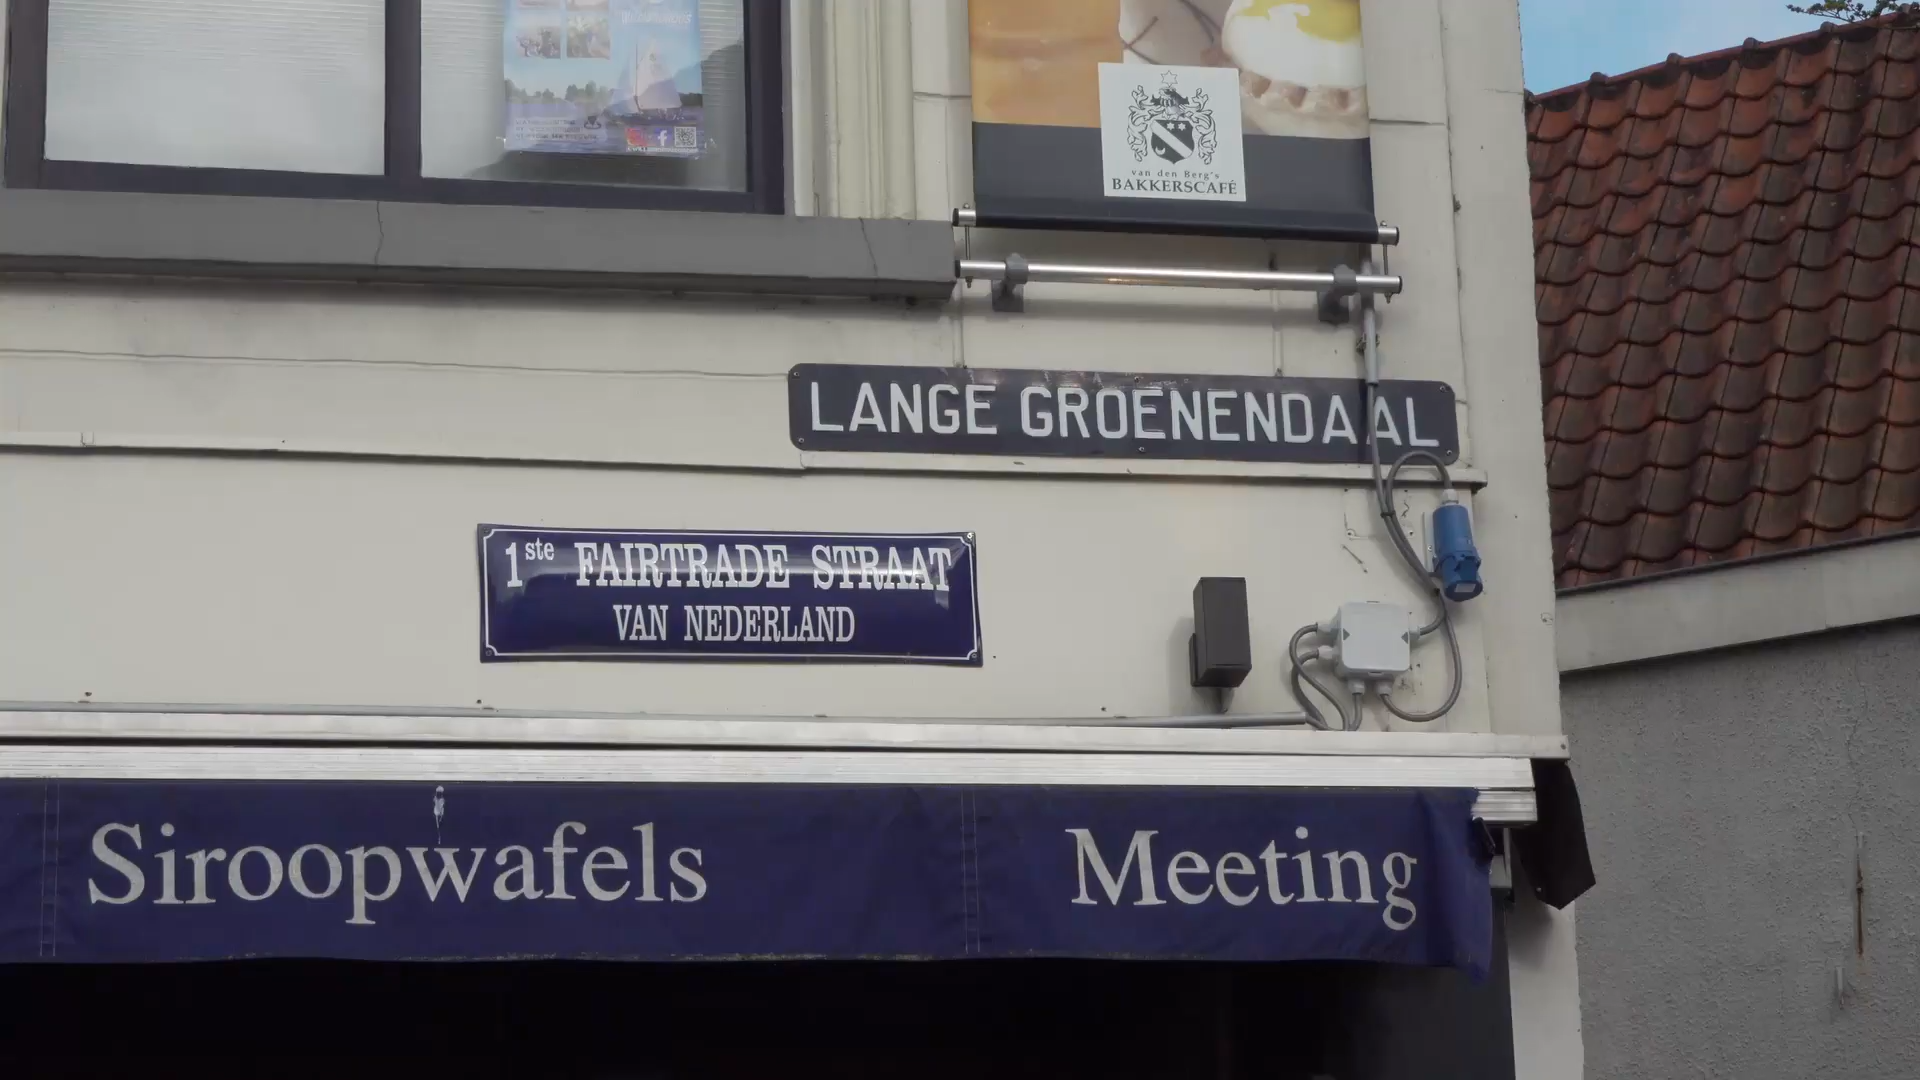 van den Berg's
BAKKERSCAFÉ
LANGE GROENENDAAL
1ste FAIRTRADE STRAAT
VAN NEDERLAND
Siroopwafels
Meeting